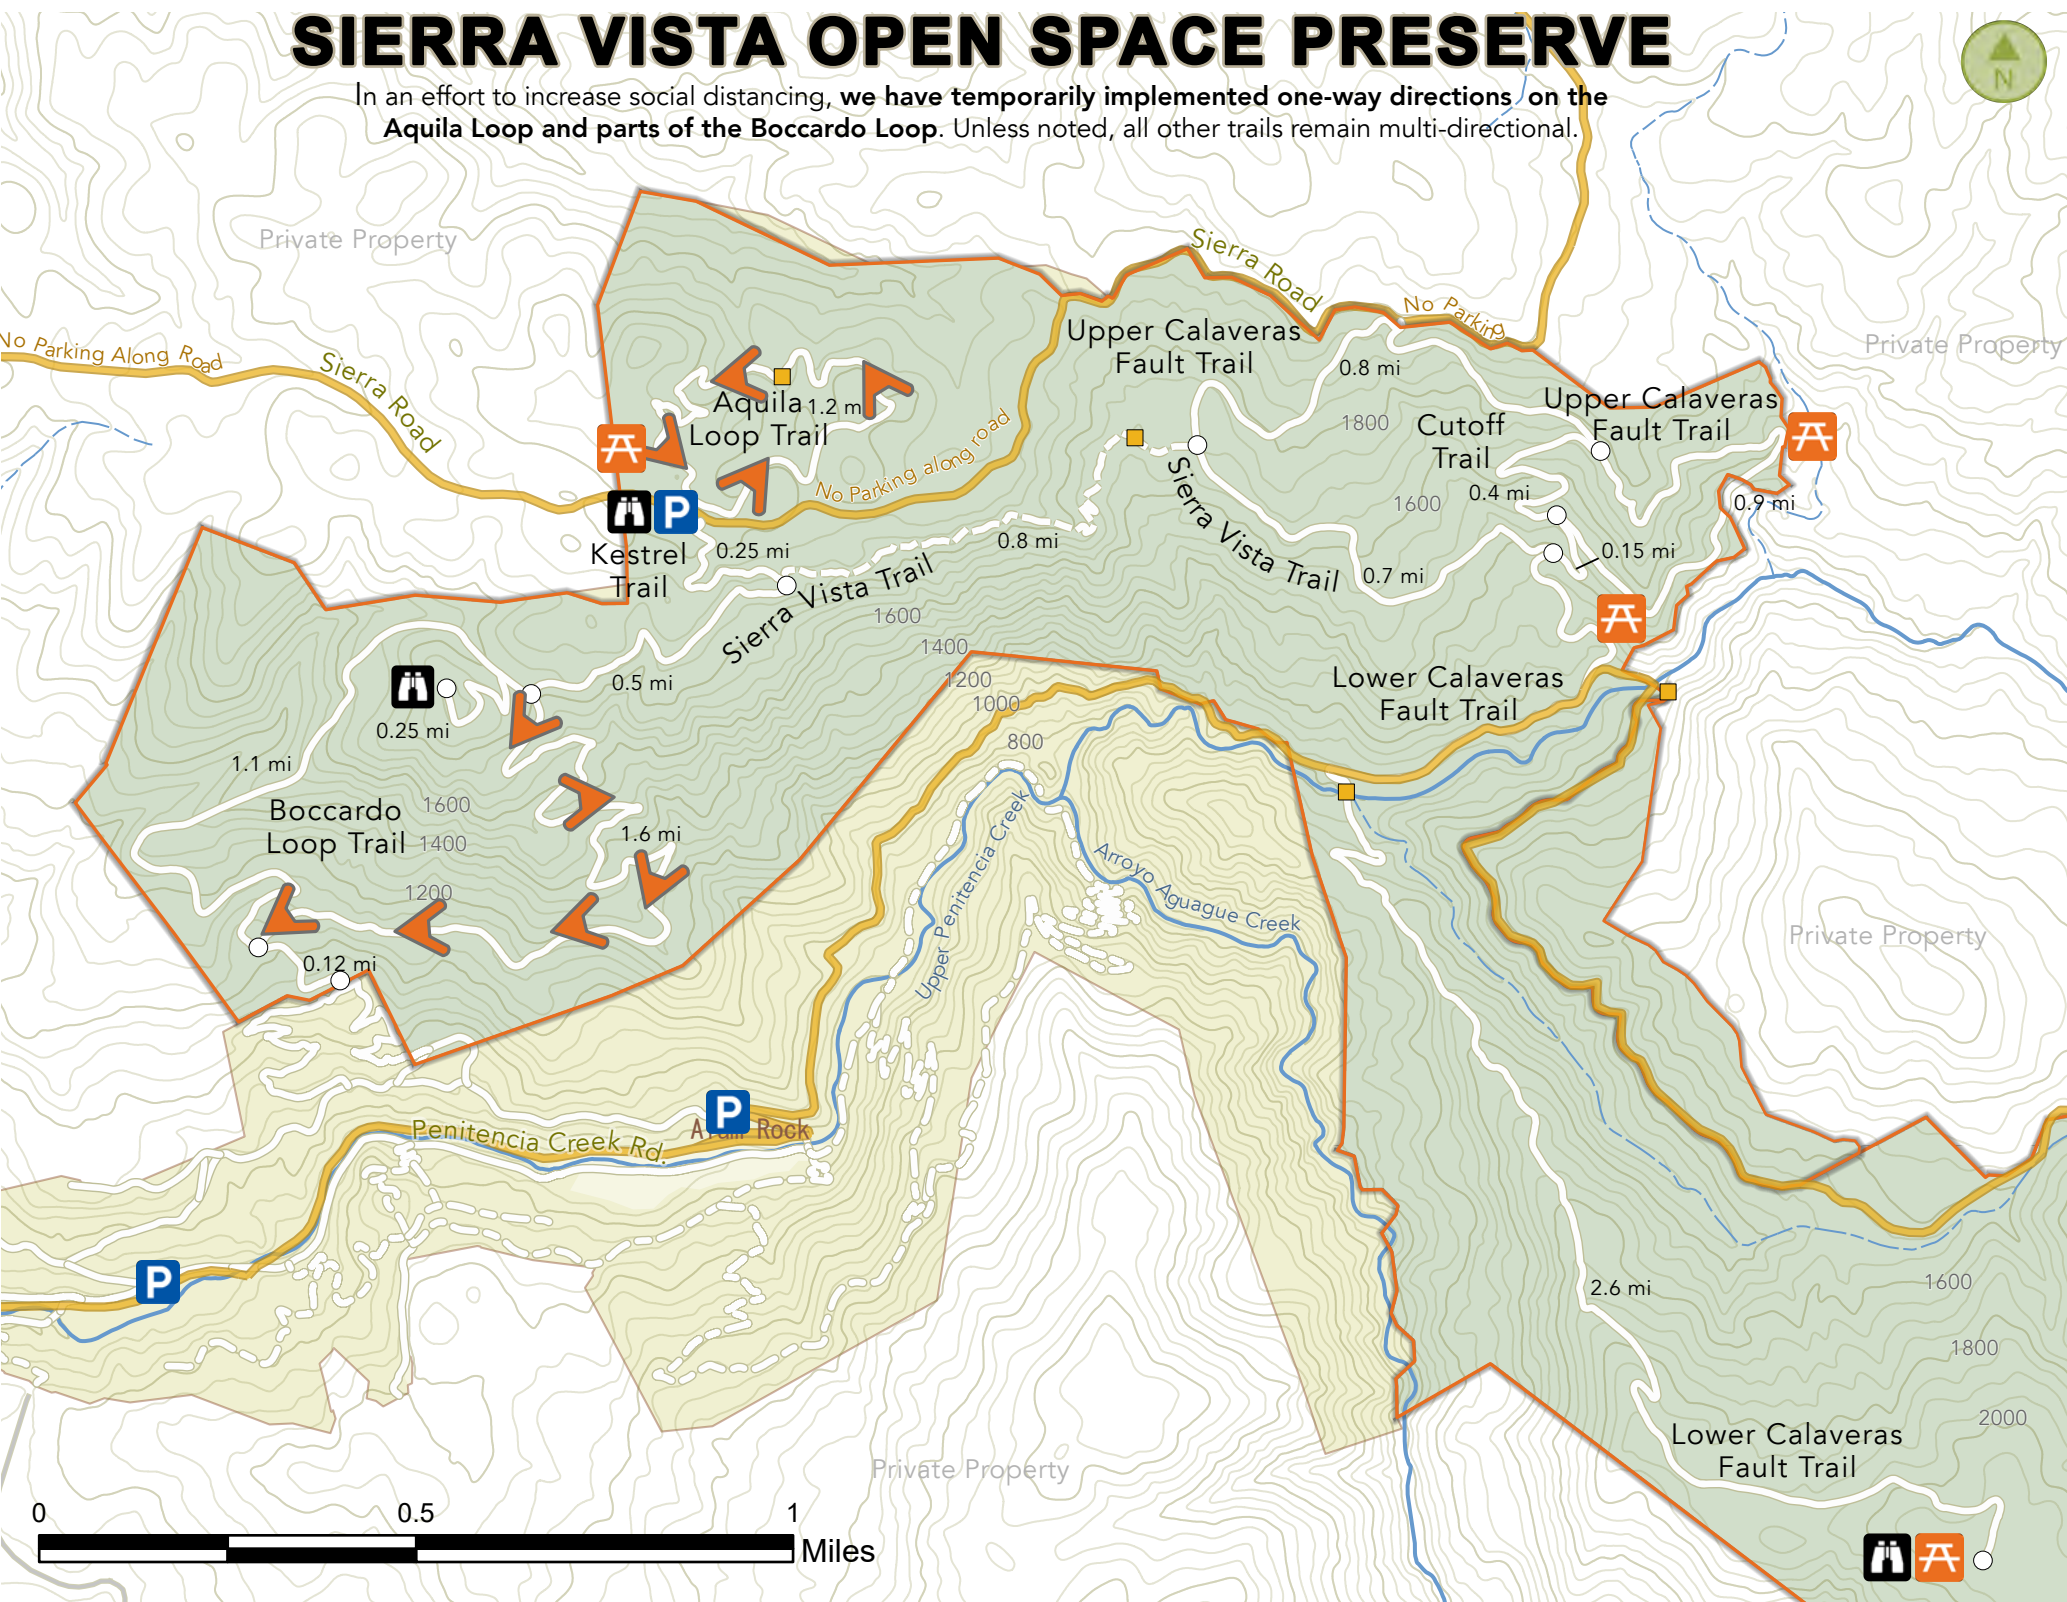 SIERRA VISTA OPEN SPACE PRESERVE
In an effort to increase social distancing, we have temporarily implemented one-way directions on the
Aquila Loop and parts of the Boccardo Loop. Unless noted, all other trails remain multi-directional.
N
Private Property
Sierra Road
No Parking
Upper Calaveras
Fault Trail
Private Property
No Parking Along Road
Sierra Road
0.8 mi
Aquila
Loop Trail
1.2 m
Upper Calaveras
Fault Trail
1800
Cutoff
Trail
No Parking along road
0.4 mi
1600
0.9 mi
P
Kestrel
Trail
0.25 mi
0.8 mi
Sierra Vista Trail
0.15 mi
0.7 mi
Sierra Vista Trail
1600
1400
1200
1000
800
0.5 mi
Lower Calaveras
Fault Trail
0.25 mi
1.1 mi
Boccardo
Loop Trail
1600
1400
1200
1.6 mi
Upper Penitencia Creek
Arroyo Aguague Creek
0.12 mi
Private Property
P
Alum Rock
Penitencia Creek Rd.
P
2.6 mi
1600
1800
2000
Lower Calaveras
Fault Trail
Private Property
0 0.5 1
Miles